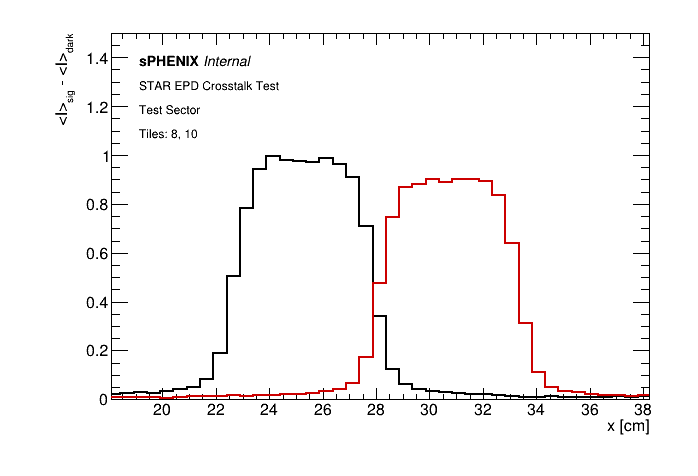 <I>sig - <I>dark
1.4
1.2
1
0.8
0.6
0.4
0.2
0
sPHENIX Internal
STAR EPD Crosstalk Test
Test Sector
Tiles: 8, 10
20 22 24 26 28 30 32 34 36 38
x [cm]